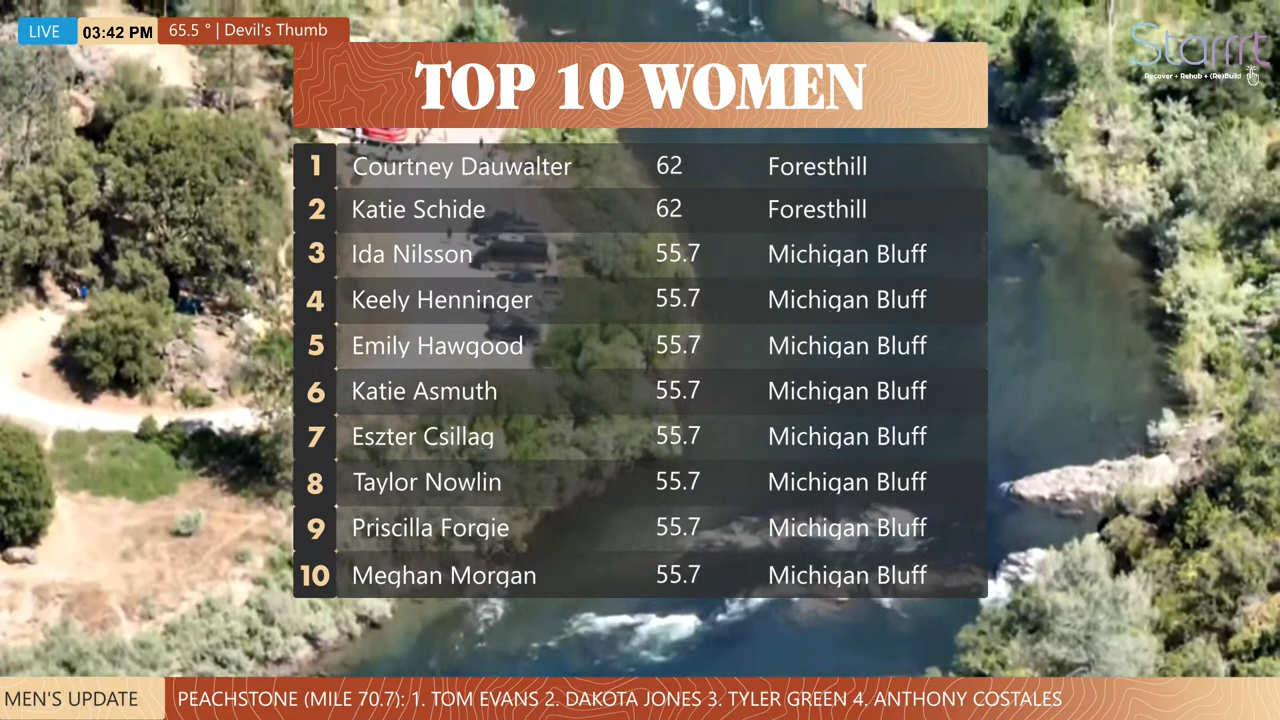 LIVE
03:42 PM
65.5 ° | Devil's Thumb
Starrrt
Recover + Rehab + (Re)Build
TOP 10 WOMEN
1 Courtney Dauwalter 62 Foresthill
2 Katie Schide 62 Foresthill
3 Ida Nilsson 55.7 Michigan Bluff
4 Keely Henninger 55.7 Michigan Bluff
5 Emily Hawgood 55.7 Michigan Bluff
6 Katie Asmuth 55.7 Michigan Bluff
7 Eszter Csillag 55.7 Michigan Bluff
8 Taylor Nowlin 55.7 Michigan Bluff
9 Priscilla Forgie 55.7 Michigan Bluff
10 Meghan Morgan 55.7 Michigan Bluff
MEN'S UPDATE PEACHSTONE (MILE 70.7): 1. TOM EVANS 2. DAKOTA JONES 3. TYLER GREEN 4. ANTHONY COSTALES